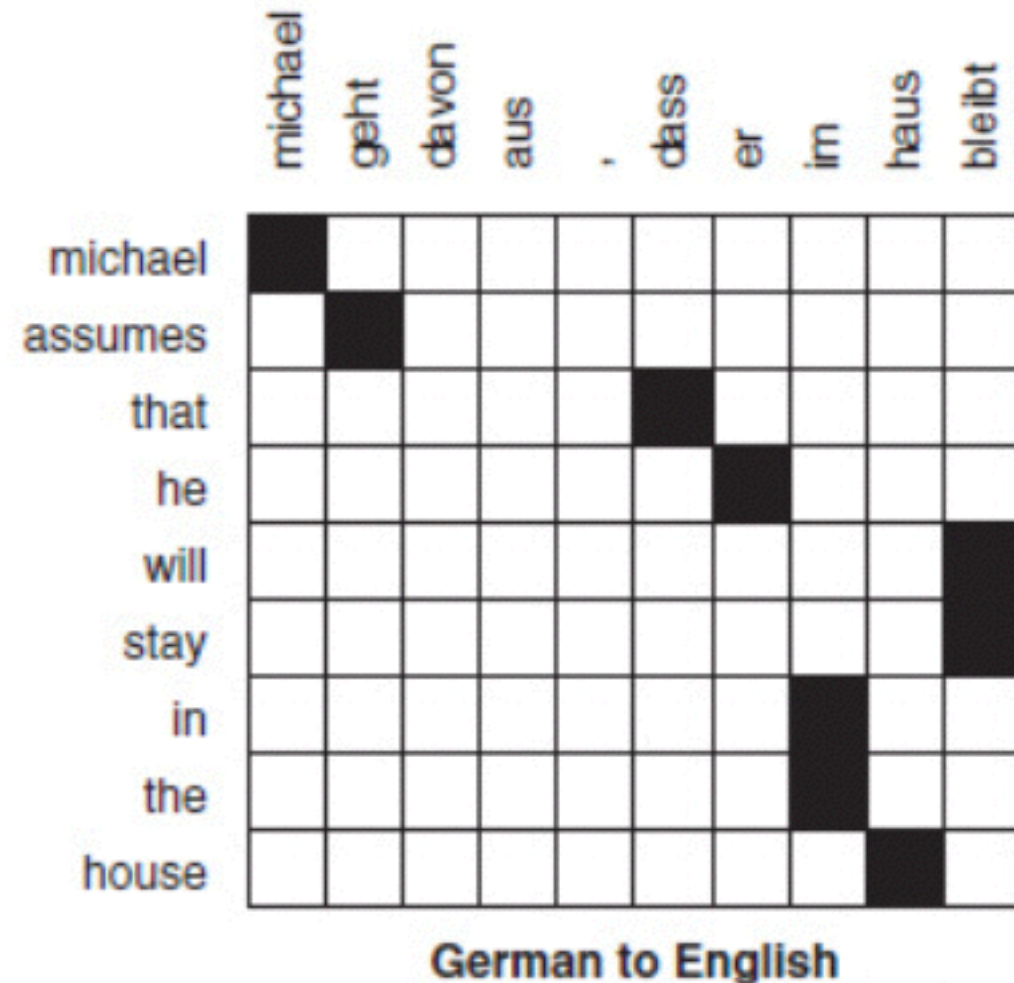 michael geht davon aus , dass er im haus bleibt
michael
assumes
that
he
will
stay
in
the
house
German to English